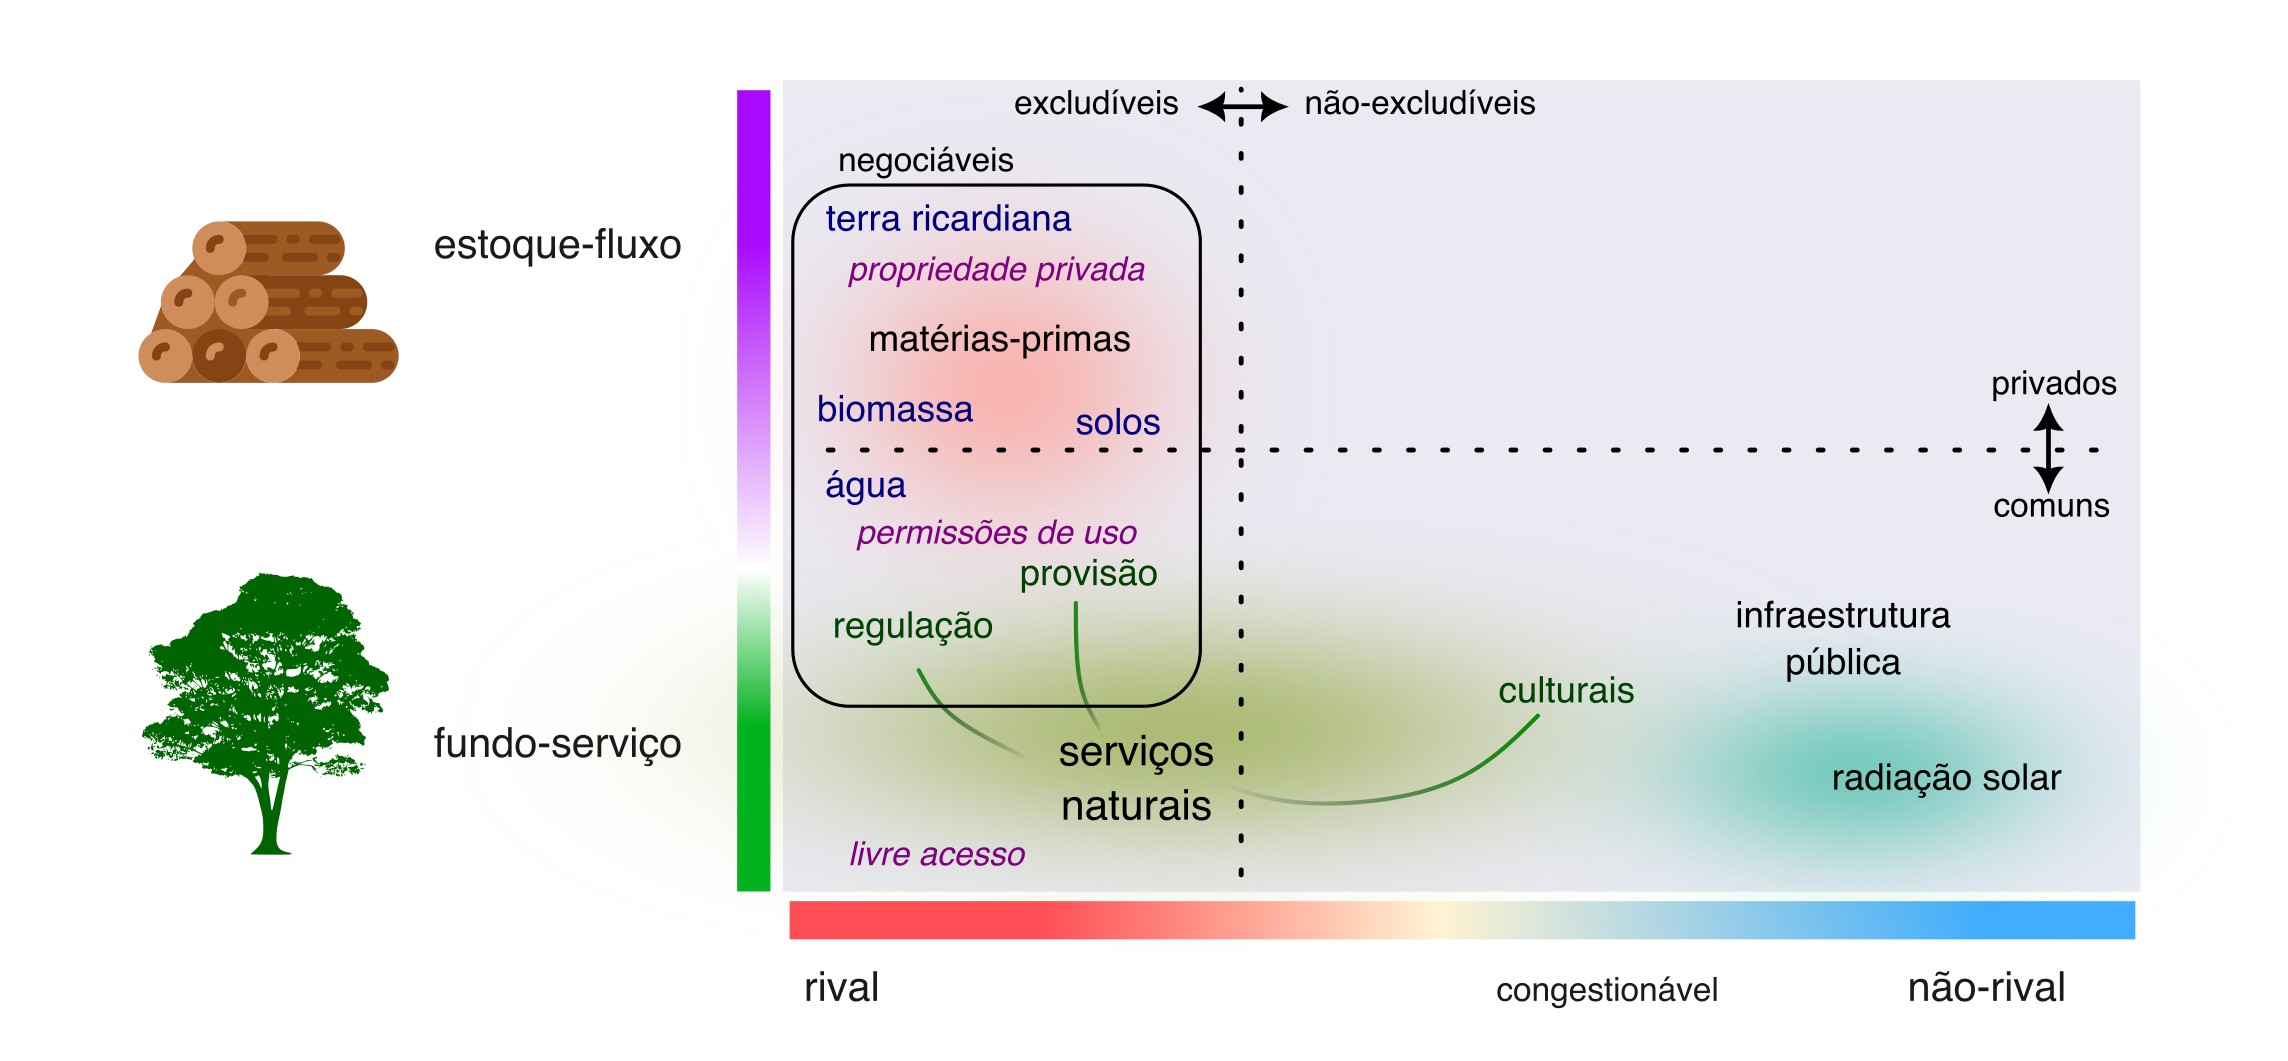 excludíveis
não-excludíveis
negociáveis
terra ricardiana
propriedade privada
estoque-fluxo
matérias-primas
biomassa
solos
privados
comuns
água
permissões de uso
provisão
regulação
infraestrutura
pública
culturais
fundo-serviço
serviços
naturais
radiação solar
livre acesso
rival
congestionável
não-rival